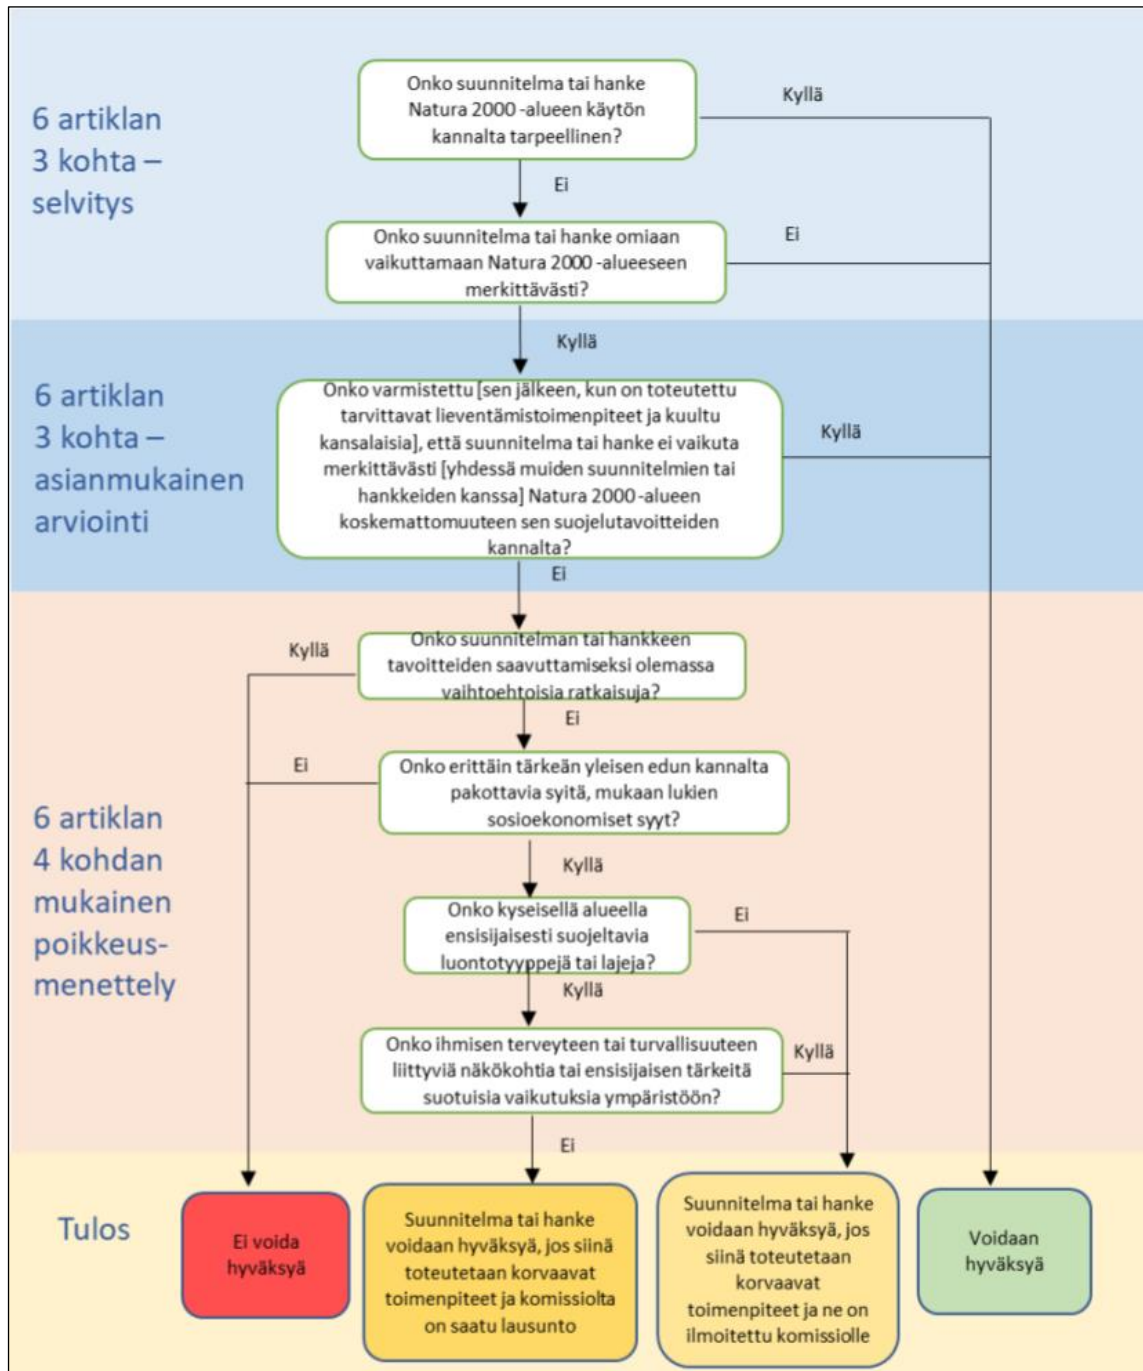 Onko suunnitelma tai hanke
Natura 2000 -alueen käytön
kannalta tarpeellinen?
Kyllä
6 artiklan
3 kohta –
selvitys
Ei
Onko suunnitelma tai hanke omiaan
vaikuttamaan Natura 2000 -alueeseen
merkittävästi?
Ei
Kyllä
6 artiklan
3 kohta –
asianmukainen
arviointi
Onko varmistettu [sen jälkeen, kun on toteutettu
tarvittavat lieventämistoimenpiteet ja kuultu
kansalaisia], että suunnitelma tai hanke ei vaikuta
merkittävästi [yhdessä muiden suunnitelmien tai
hankkeiden kanssa] Natura 2000 -alueen
koskemattomuuteen sen suojelutavoitteiden
kannalta?
Kyllä
Ei
Onko suunnitelman tai hankkeen
tavoitteiden saavuttamiseksi olemassa
vaihtoehtoisia ratkaisuja?
Kyllä
Ei
Onko erittäin tärkeän yleisen edun kannalta
pakottavia syitä, mukaan lukien
sosioekonomiset syyt?
Ei
Kyllä
6 artiklan
4 kohdan
mukainen
poikkeus-
menettely
Onko kyseisellä alueella
ensisijaisesti suojeltavia
luontotyyppejä tai lajeja?
Ei
Kyllä
Onko ihmisen terveyteen tai turvallisuuteen
liittyviä näkökohtia tai ensisijaisen tärkeitä
suotuisia vaikutuksia ympäristöön?
Kyllä
Ei
Tulos
Ei voida
hyväksyä
Suunnitelma tai hanke
voidaan hyväksyä, jos siinä
toteutetaan korvaavat
toimenpiteet ja komissiolta
on saatu lausunto
Suunnitelma tai hanke
voidaan hyväksyä, jos
siinä toteutetaan
korvaavat
toimenpiteet ja ne on
ilmoitettu komissiolle
Voidaan
hyväksyä